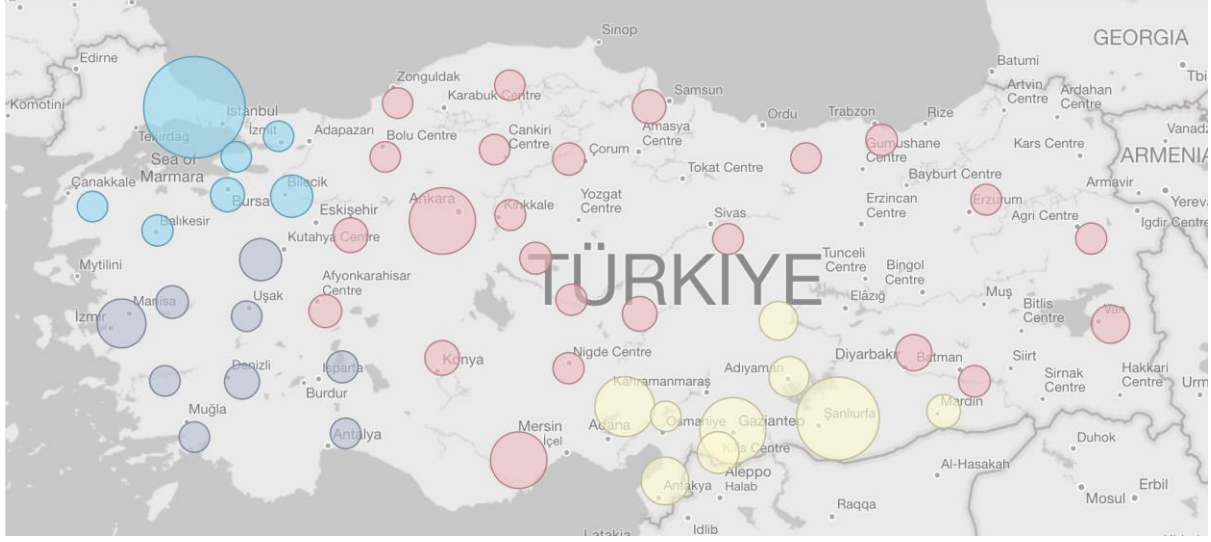 Sinop
GEORGIA
Edirne
Batumi
Zonguldak
Karabuk Centre
Samsun
Artvin
Centre
Ardahan
Centre
Komotini
İstanbul
Tekirdağ
İzmit
Adapazarı
Bolu Centre
Cankiri
Centre
Amasya
Centre
Ordu
Trabzon
Rize
Kars Centre
Sea of
Marmara
Çorum
Tokat Centre
Gumushane
Centre
Bayburt Centre
ARMENIA
Çanakkale
Bilecik
Bursa
Balıkesir
Eskişehir
Ankara
Kırıkkale
Yozgat
Centre
Sivas
Erzincan
Centre
Erzurum
Agri Centre
Armavir
Igdir Centre
Kutahya Centre
Mytilini
Afyonkarahisar
Centre
TÜRKIYE
Tunceli
Centre
Bingol
Centre
Elâzığ
Muş
Bitlis
Centre
Van
Manisa
Uşak
İzmir
Denizli
Isparta
Burdur
Konya
Nigde Centre
Kahramanmaraş
Adıyaman
Diyarbakır
Batman
Siirt
Sirnak
Centre
Hakkari
Centre
Muğla
Antalya
Mersin
İçel
Adana
Osmaniye
Gaziantep
Şanlıurfa
Mardin
Kilis Centre
Duhok
Antakya
Aleppo
Halab
Al-Hasakah
Mosul
Erbil
Raqqa
Idlib
Latakia